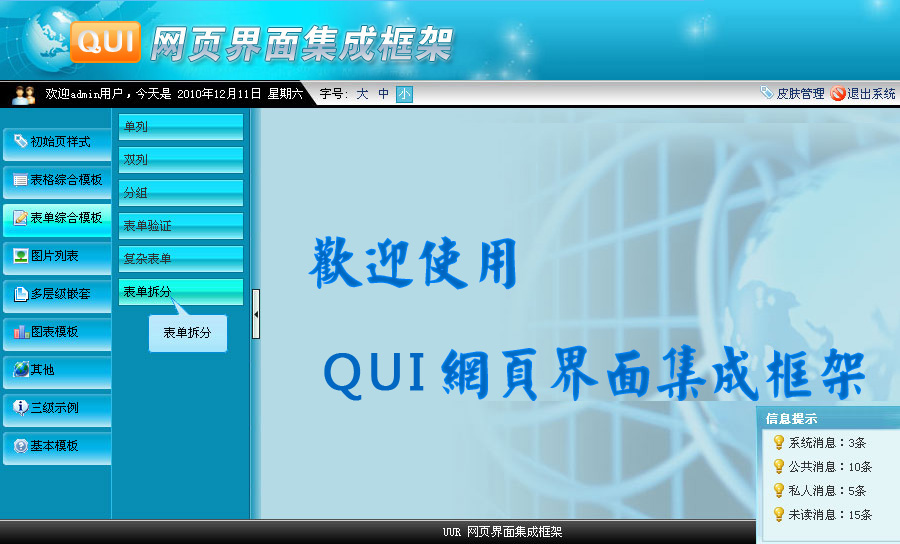 QUI 网页界面集成框架
欢迎admin用户，今天是 2010年12月11日 星期六 字号: 大 中 小 皮肤管理 退出系统
初始页样式
表格综合模板
表单综合模板
图片列表
多层级嵌套
图表模板
其他
三级示例
基本模板
单列
双列
分组
表单验证
复杂表单
表单拆分
表单拆分
歡迎使用
QUI 網頁界面集成框架
信息提示
系统消息：3条
公共消息：10条
私人消息：5条
未读消息：15条
UUR 网页界面集成框架